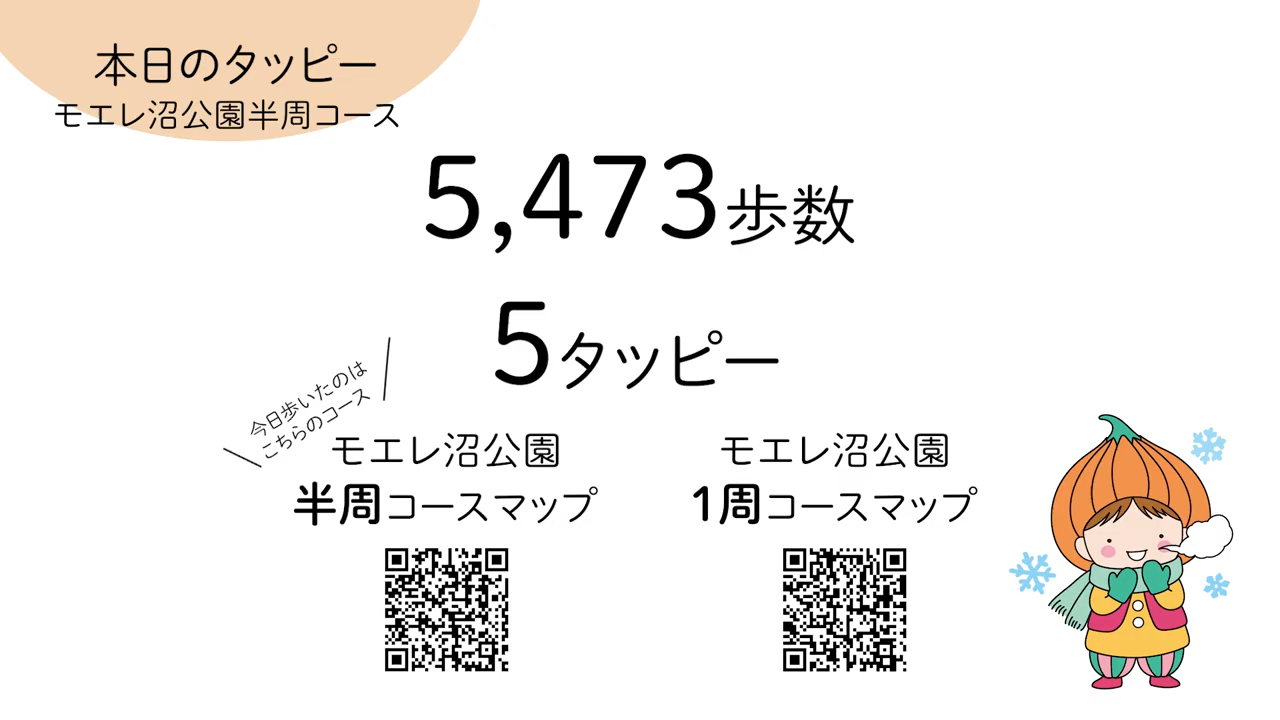 本日のタッピー
モエレ沼公園半周コース
5,473歩数
5タッピー
今日歩いたのは
こちらのコース
モエレ沼公園
半周コースマップ
モエレ沼公園
1周コースマップ